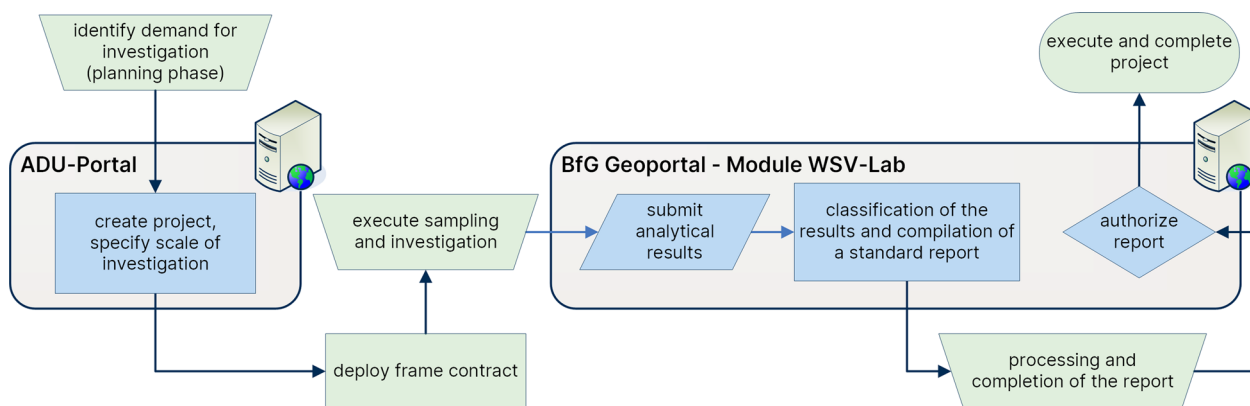 identify demand for
investigation
(planning phase)
ADU-Portal
create project,
specify scale of
investigation
deploy frame contract
execute sampling
and investigation
BfG Geoportal - Module WSV-Lab
submit
analytical
results
classification of the
results and compilation of
a standard report
processing and
completion of the report
authorize
report
execute and complete
project